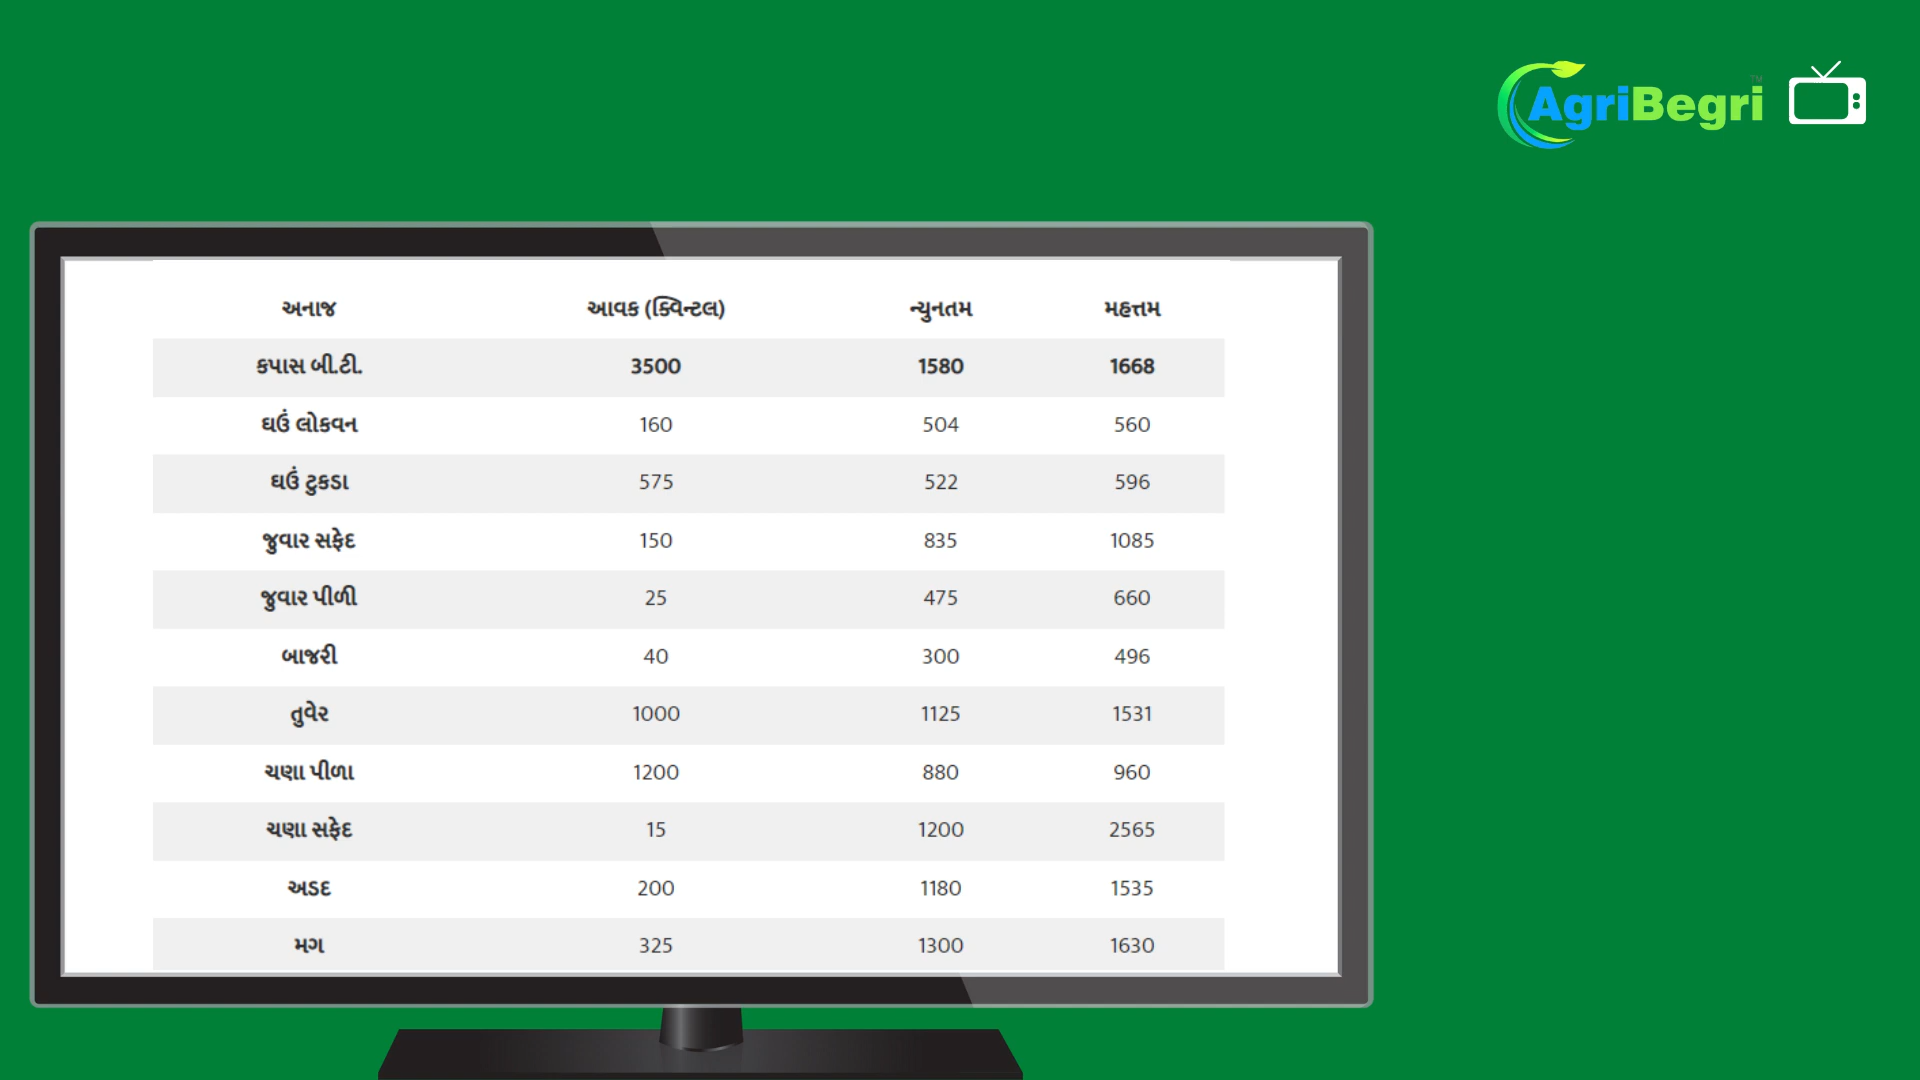 AgriBegri TM
અનાજ આવક (ક્વિન્ટલ) ન્યુનતમ મહત્તમ
કપાસ બી.ટી. 3500 1580 1668
ઘઉં લોકવન 160 504 560
ઘઉં ટુકડા 575 522 596
જુવાર સફેદ 150 835 1085
જુવાર પીળી 25 475 660
બાજરી 40 300 496
તુવેર 1000 1125 1531
ચણા પીળા 1200 880 960
ચણા સફેદ 15 1200 2565
અડદ 200 1180 1535
મગ 325 1300 1630